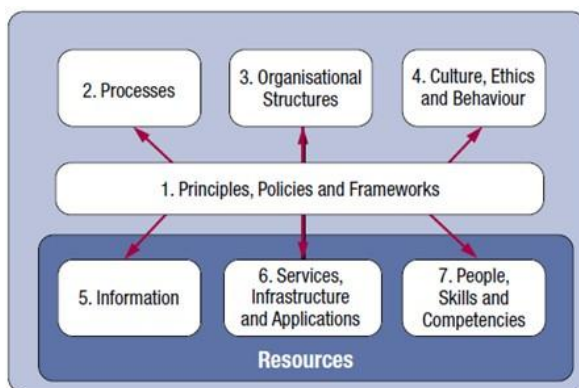 2. Processes
3. Organisational
Structures
4. Culture, Ethics
and Behaviour
1. Principles, Policies and Frameworks
5. Information
6. Services,
Infrastructure
and Applications
7. People,
Skills and
Competencies
Resources